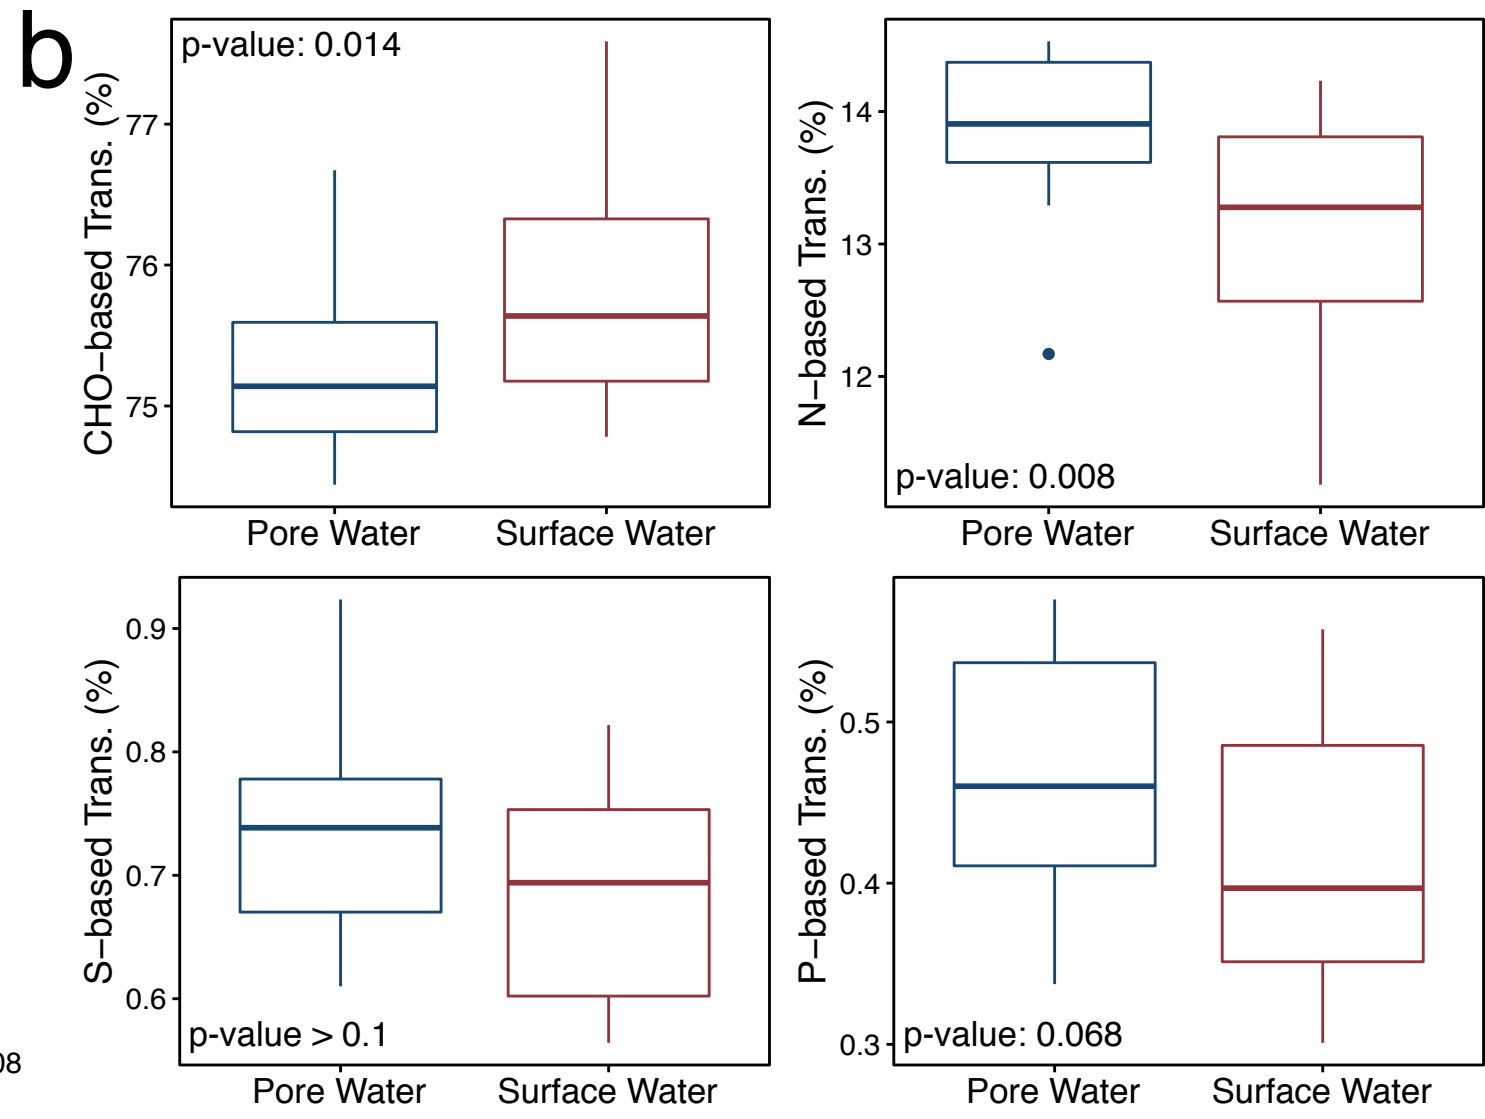 b
p-value: 0.014
CHO−based Trans. (%)
77
76
75
Pore Water
Surface Water
N−based Trans. (%)
14
13
12
p-value: 0.008
Pore Water
Surface Water
S−based Trans. (%)
0.9
0.8
0.7
0.6
p-value > 0.1
Pore Water
Surface Water
P−based Trans. (%)
0.5
0.4
0.3
p-value: 0.068
Pore Water
Surface Water
08